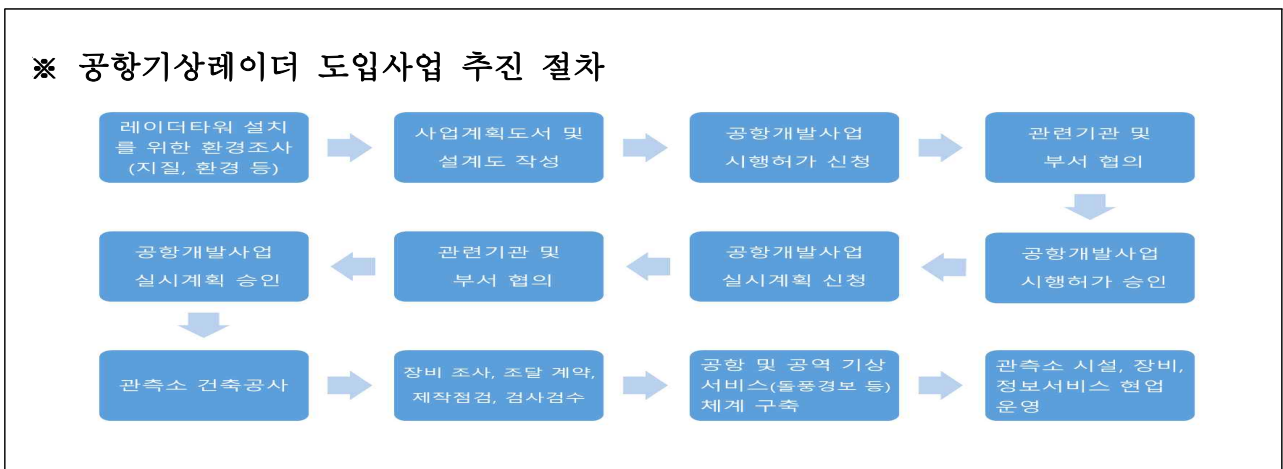 ※ 공항기상레이더 도입사업 추진 절차
레이더타워 설치
를 위한 환경조사
(지질, 환경 등)
사업계획도서 및
설계도 작성
공항개발사업
시행허가 신청
관련기관 및
부서 협의
공항개발사업
시행허가 승인
공항개발사업
실시계획 신청
관련기관 및
부서 협의
공항개발사업
실시계획 승인
관측소 건축공사
장비 조사, 조달 계약,
제작점검, 검사검수
공항 및 공역 기상
서비스(돌풍경보 등)
체계 구축
관측소 시설, 장비,
정보서비스 현업
운영